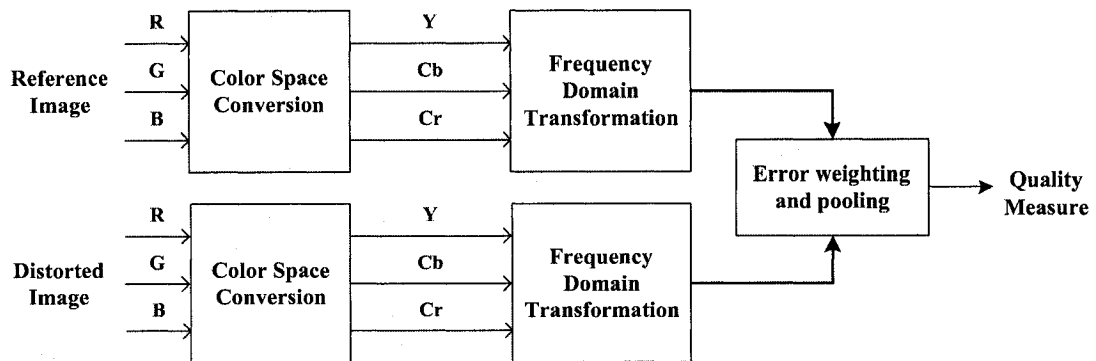 R
G
B
Reference
Image
Color Space
Conversion
Y
Cb
Cr
Frequency
Domain
Transformation
Error weighting
and pooling
Quality
Measure
R
G
B
Distorted
Image
Color Space
Conversion
Y
Cb
Cr
Frequency
Domain
Transformation